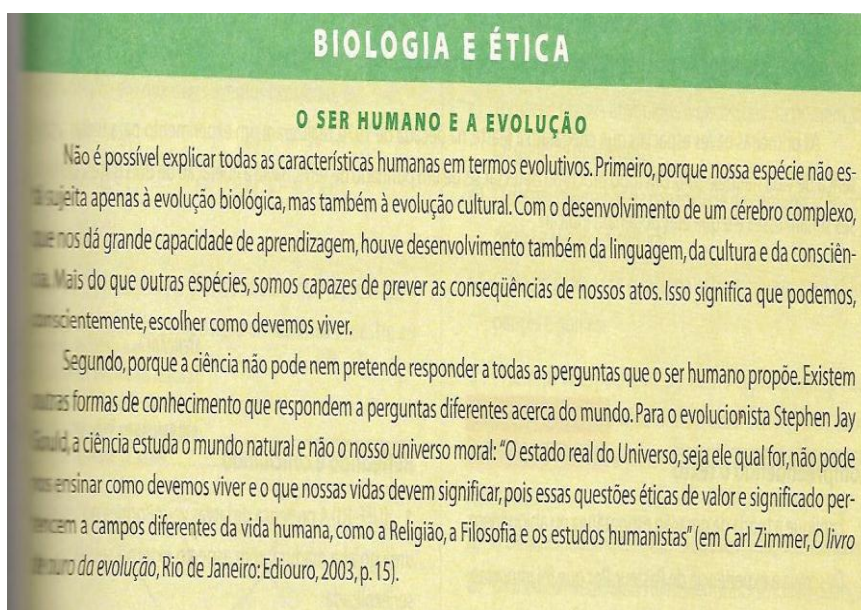 BIOLOGIA E ÉTICA
O SER HUMANO E A EVOLUÇÃO
Não é possível explicar todas as características humanas em termos evolutivos. Primeiro, porque nossa espécie não es-
sujeita apenas à evolução biológica, mas também à evolução cultural. Com o desenvolvimento de um cérebro complexo,
que nos dá grande capacidade de aprendizagem, houve desenvolvimento também da linguagem, da cultura e da consciên-
cia. Mais do que outras espécies, somos capazes de prever as conseqüências de nossos atos. Isso significa que podemos,
conscientemente, escolher como devemos viver.
Segundo, porque a ciência não pode nem pretende responder a todas as perguntas que o ser humano propõe. Existem
outras formas de conhecimento que respondem a perguntas diferentes acerca do mundo. Para o evolucionista Stephen Jay
Gould, a ciência estuda o mundo natural e não o nosso universo moral: "O estado real do Universo, seja ele qual for, não pode
nos ensinar como devemos viver e o que nossas vidas devem significar, pois essas questões éticas de valor e significado per-
tencem a campos diferentes da vida humana, como a Religião, a Filosofia e os estudos humanistas" (em Carl Zimmer, O livro
de ouro da evolução, Rio de Janeiro: Ediouro, 2003, p. 15).